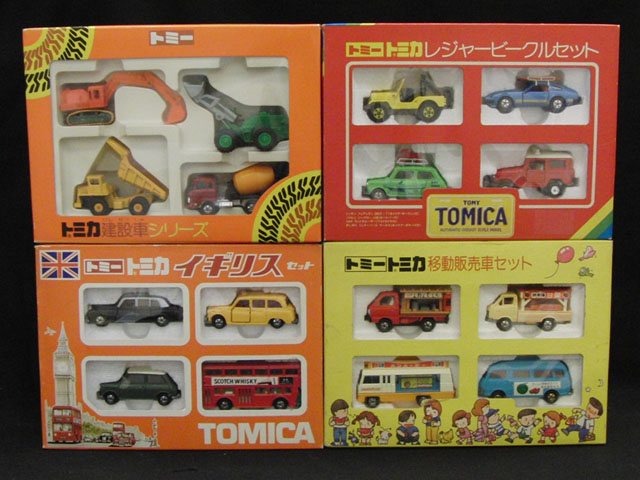 トミー
トミカ建設車シリーズ
トミー トミカ レジャービークルセット
TOMY
TOMICA
トミー トミカ イギリスセット
SCOTCH WHISKY
TOMICA
トミートミカ 移動販売車セット